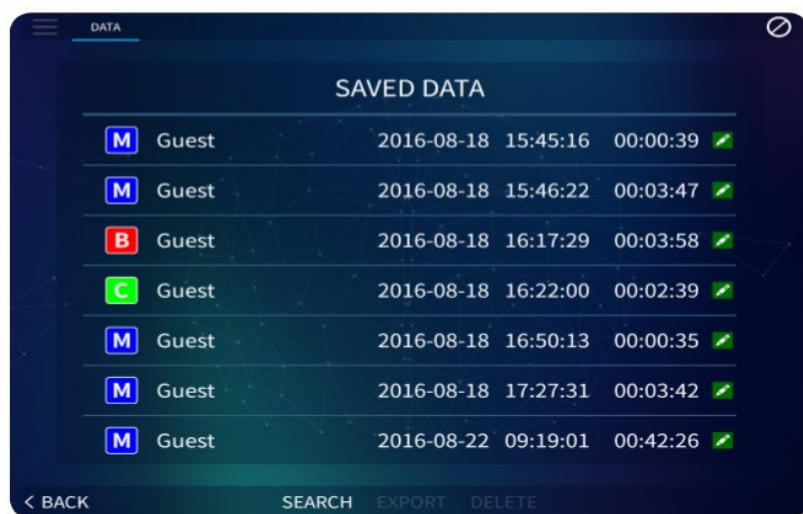 DATA
SAVED DATA
M Guest 2016-08-18 15:45:16 00:00:39
M Guest 2016-08-18 15:46:22 00:03:47
B Guest 2016-08-18 16:17:29 00:03:58
C Guest 2016-08-18 16:22:00 00:02:39
M Guest 2016-08-18 16:50:13 00:00:35
M Guest 2016-08-18 17:27:31 00:03:42
M Guest 2016-08-22 09:19:01 00:42:26
< BACK SEARCH EXPORT DELETE